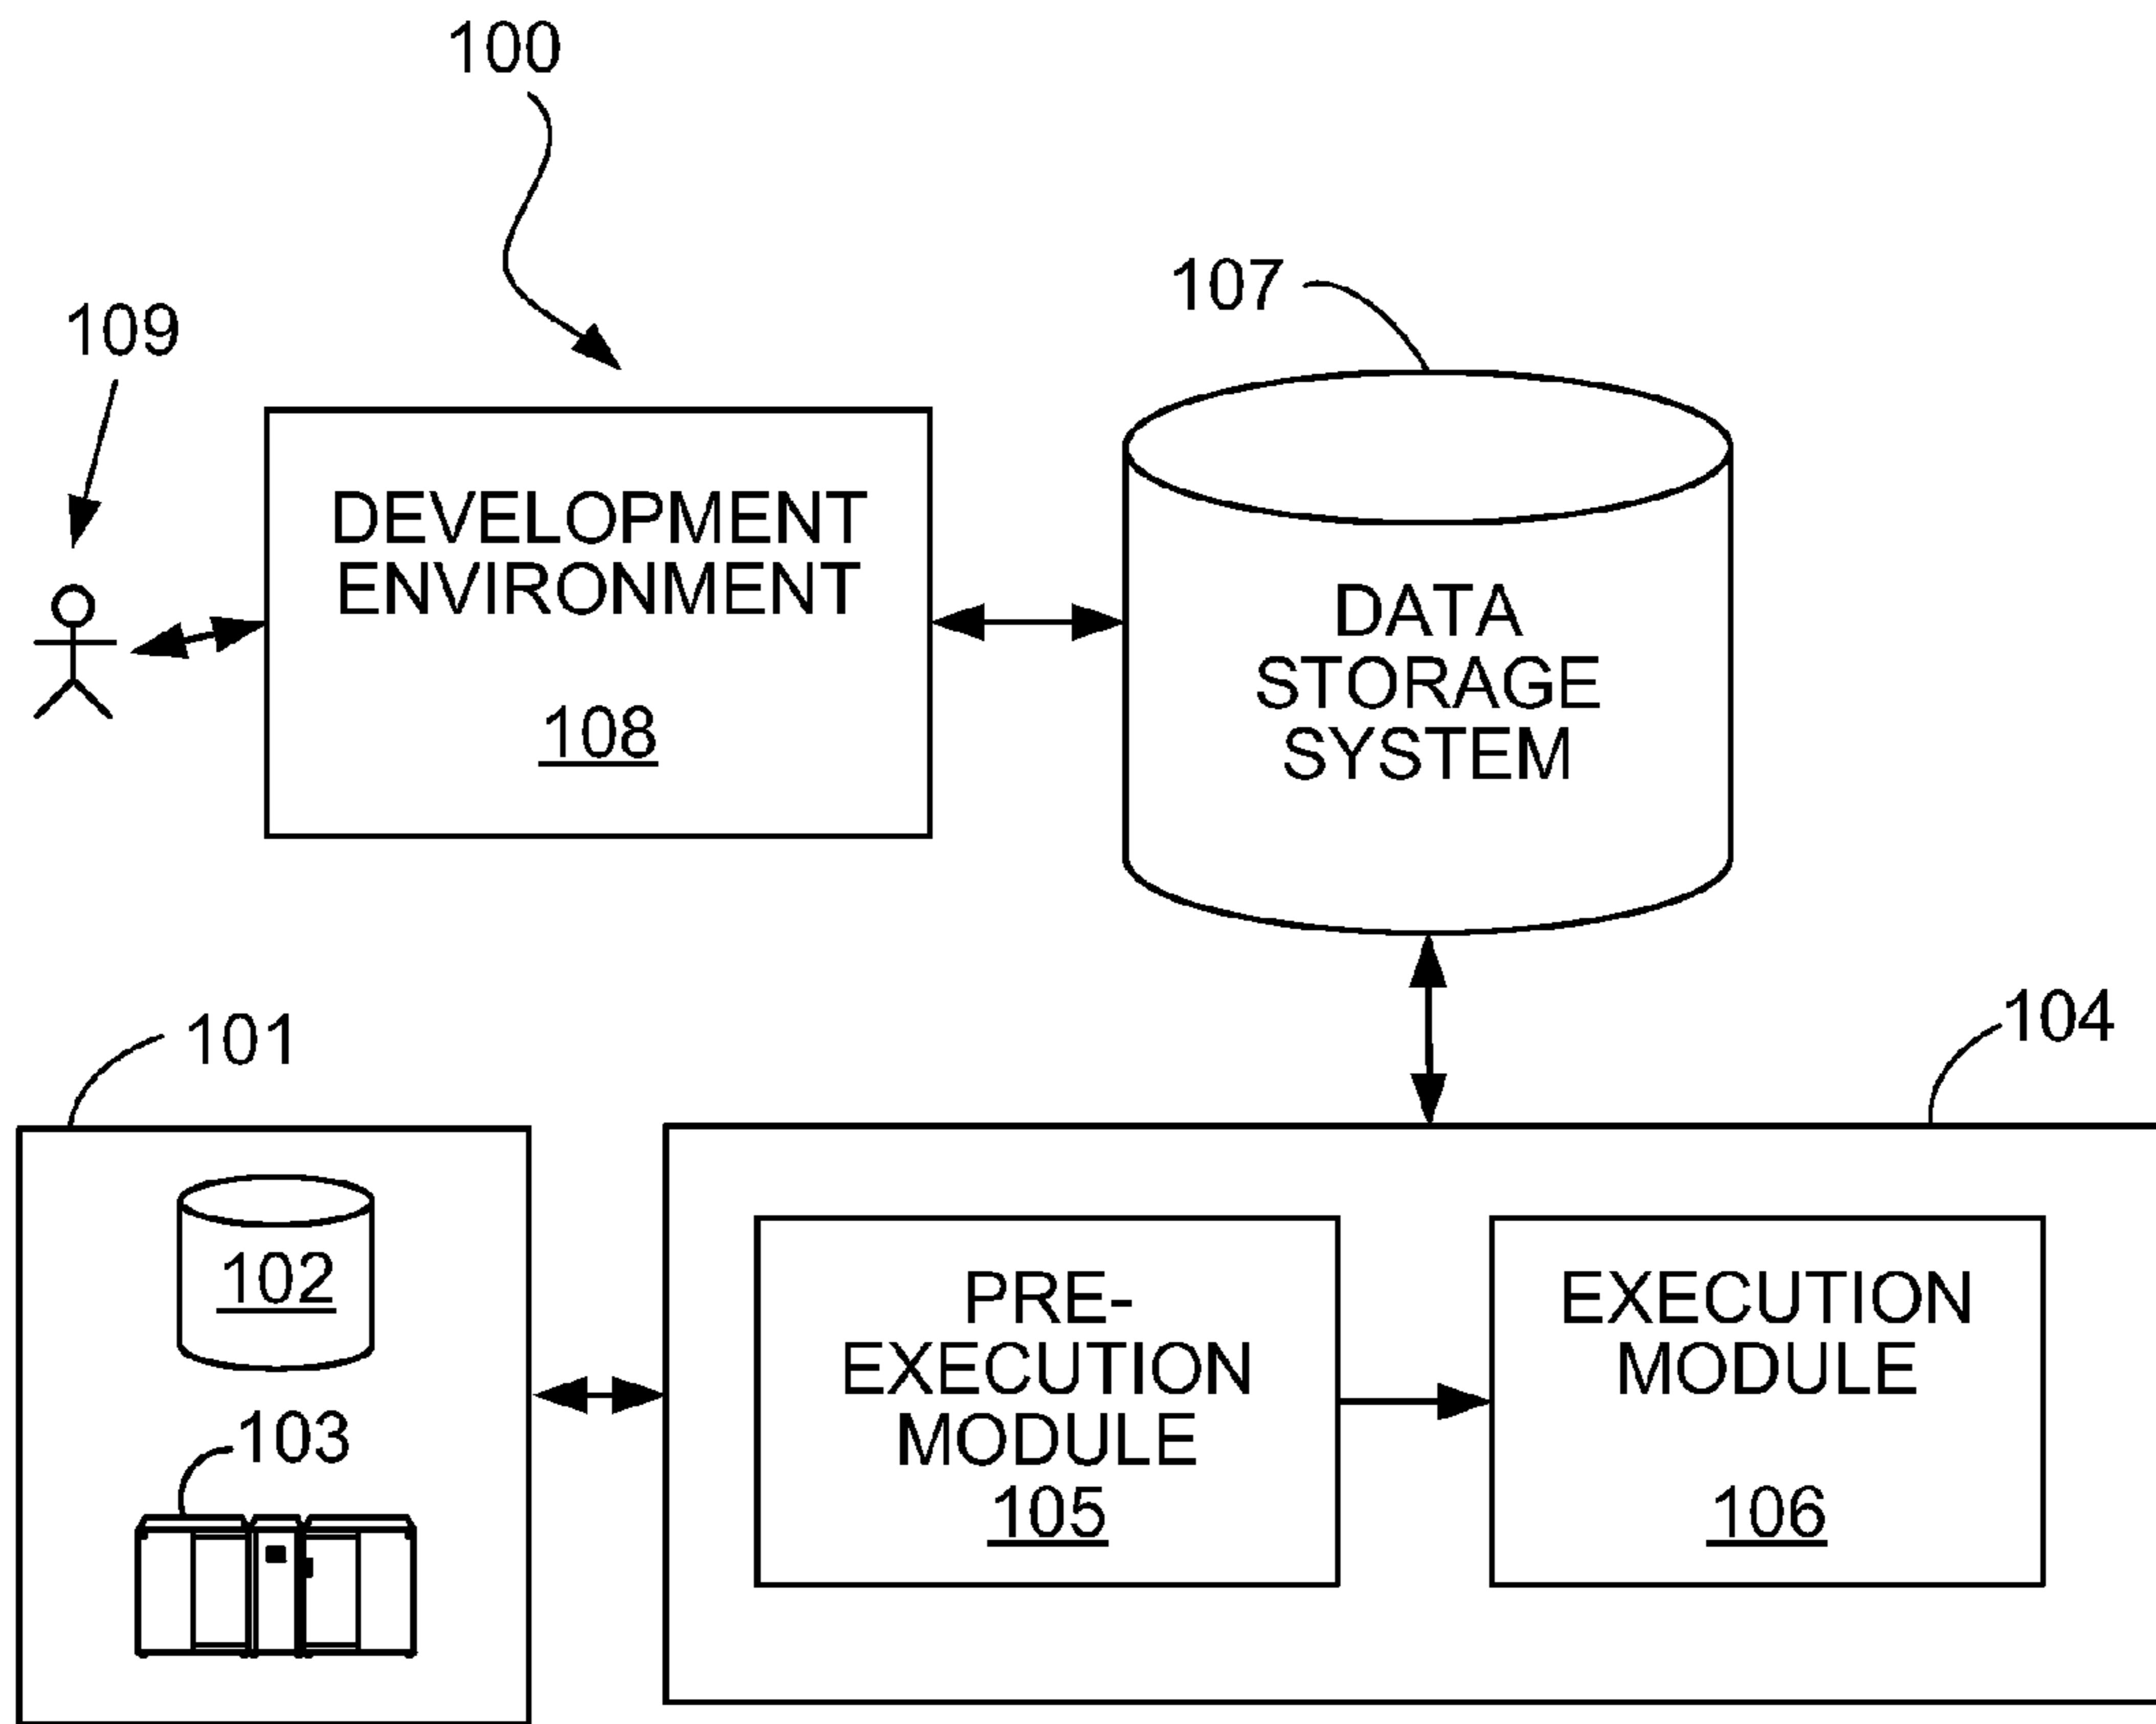 100
107
109
DEVELOPMENT
ENVIRONMENT
108
DATA
STORAGE
SYSTEM
101
104
102
103
PRE-
EXECUTION
MODULE
105
EXECUTION
MODULE
106